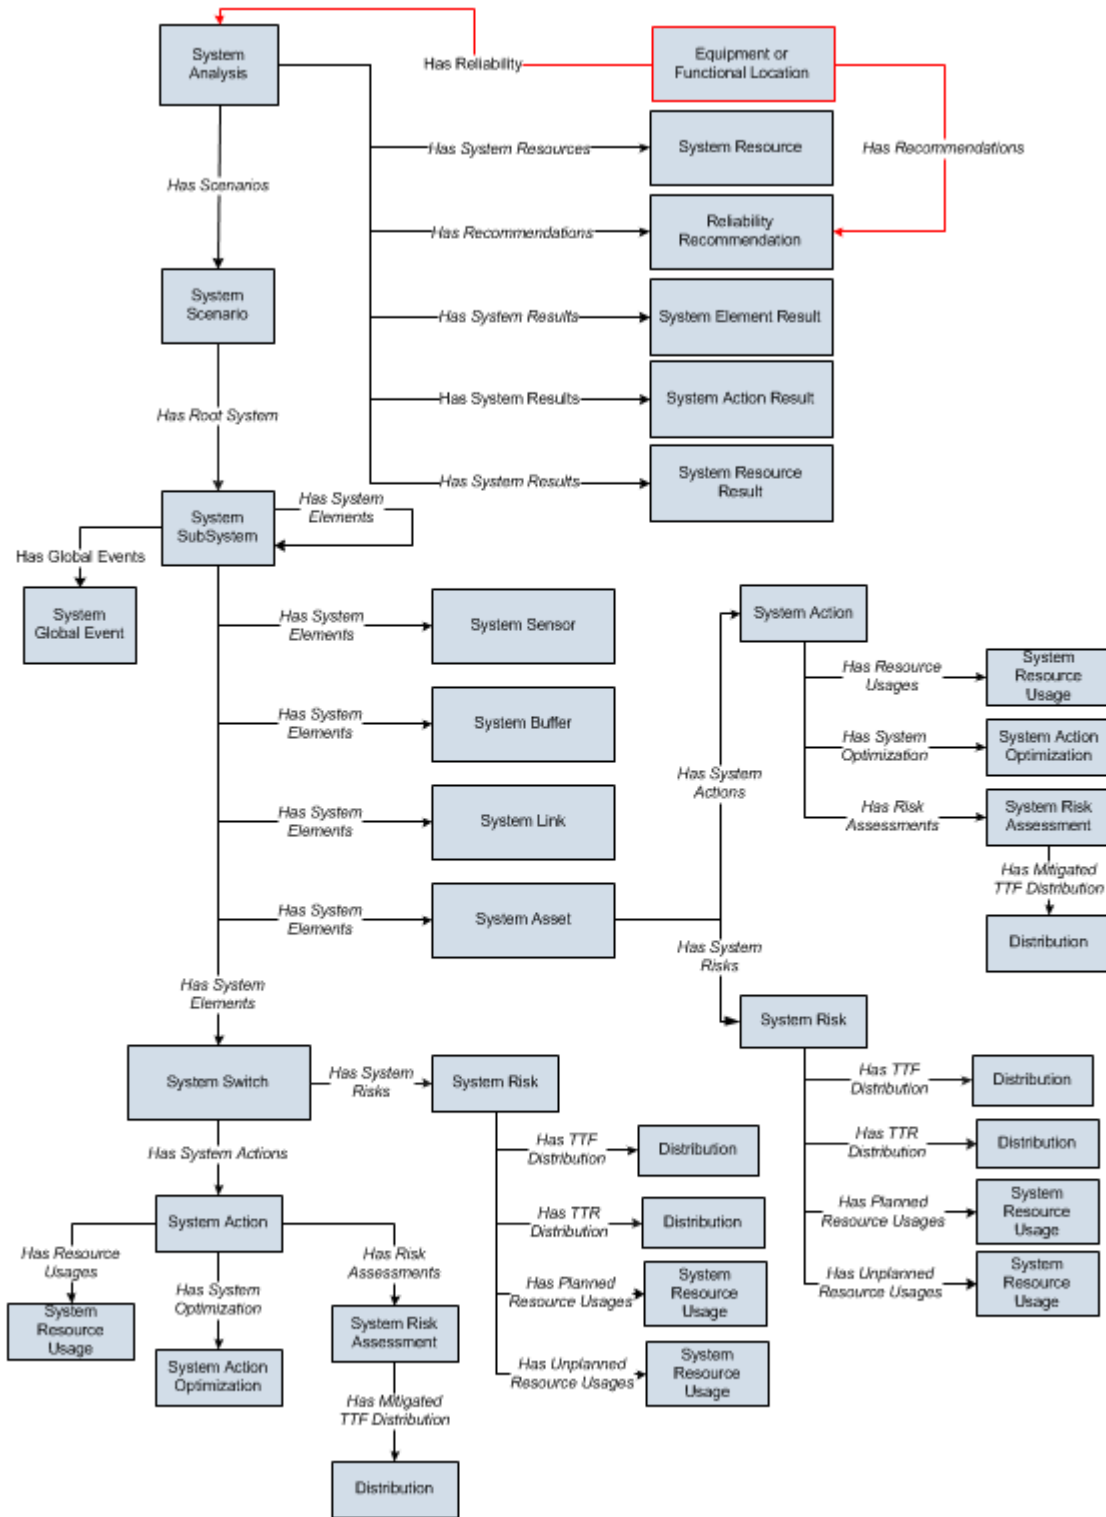 System
Analysis
Has Reliability
Equipment or
Functional Location
Has System Resources
System Resource
Has Recommendations
Has Scenarios
Has Recommendations
Reliability
Recommendation
System
Scenario
Has System Results
System Element Result
Has Root System
Has System Results
System Action Result
Has System Results
System Resource
Result
System
SubSystem
Has System
Elements
Has Global Events
System
Global Event
Has System
Elements
System Sensor
Has System
Elements
System Buffer
Has System
Elements
System Link
Has System
Elements
System Asset
Has System
Actions
System Action
Has Resource
Usages
System
Resource
Usage
Has System
Optimization
System Action
Optimization
Has Risk
Assessments
System Risk
Assessment
Has Mitigated
TTF Distribution
Distribution
Has System
Risks
System Risk
Has TTF
Distribution
Distribution
Has TTR
Distribution
Distribution
Has Planned
Resource Usages
System
Resource
Usage
Has Unplanned
Resource Usages
System
Resource
Usage
Has System
Elements
System Switch
Has System
Risks
System Risk
Has TTF
Distribution
Distribution
Has TTR
Distribution
Distribution
Has Planned
Resource Usages
System
Resource
Usage
Has Unplanned
Resource Usages
System
Resource
Usage
Has System Actions
System Action
Has Resource
Usages
System
Resource
Usage
Has System
Optimization
System Action
Optimization
Has Risk
Assessments
System Risk
Assessment
Has Mitigated
TTF Distribution
Distribution